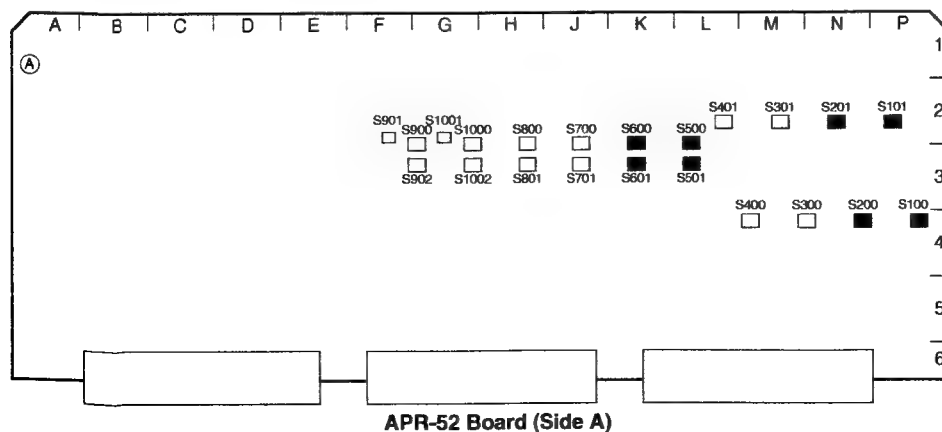 A B C D E F G H J K L M N P
1
A
2
S401 S301 S201 S101
S901 S1001
S900 S1000 S800 S700 S600 S500
3
S902 S1002 S801 S701 S601 S501
S400 S300 S200 S100
4
5
6
APR-52 Board (Side A)